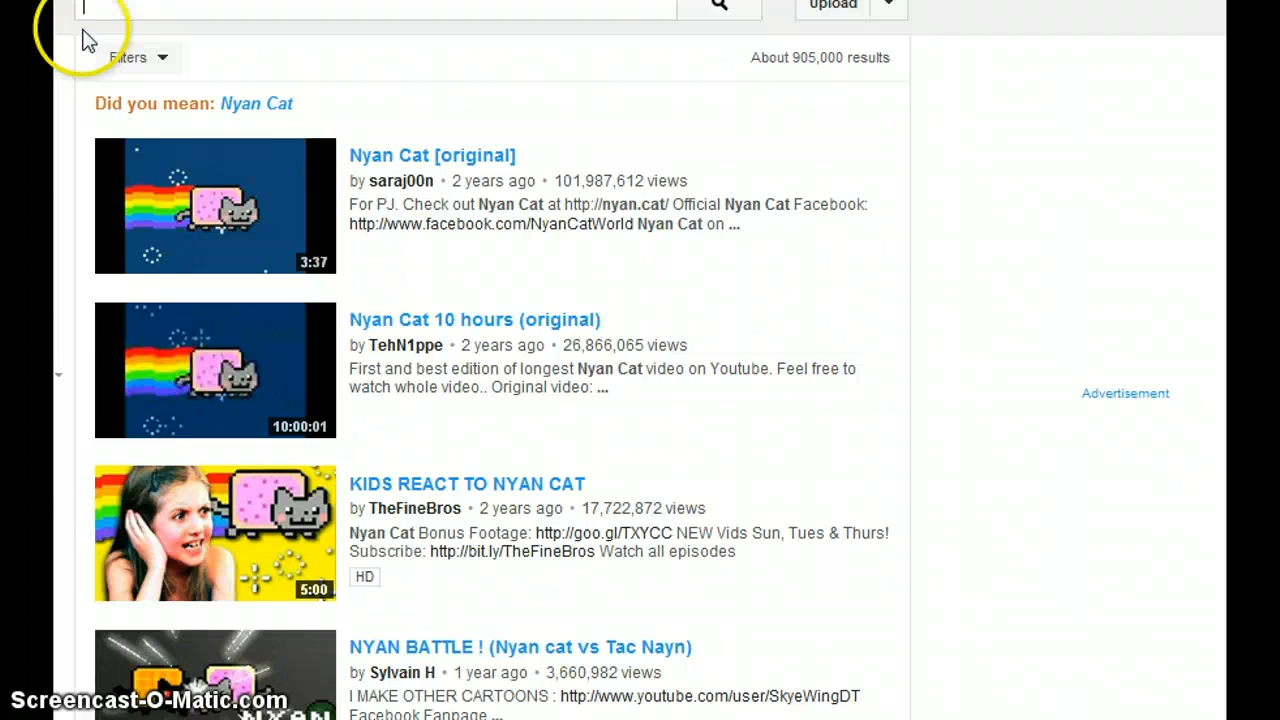 Upload
Filters
About 905,000 results
Did you mean: Nyan Cat
Nyan Cat [original]
by saraj00n • 2 years ago • 101,987,612 views
For PJ. Check out Nyan Cat at http://nyan.cat/ Official Nyan Cat Facebook:
http://www.facebook.com/NyanCatWorld Nyan Cat on ...
3:37
Nyan Cat 10 hours (original)
by TehN1ppe • 2 years ago • 26,866,065 views
First and best edition of longest Nyan Cat video on Youtube. Feel free to
watch whole video.. Original video: ...
10:00:01
Advertisement
KIDS REACT TO NYAN CAT
by TheFineBros • 2 years ago • 17,722,872 views
Nyan Cat Bonus Footage: http://goo.gl/TXYCC NEW Vids Sun, Tues & Thurs!
Subscribe: http://bit.ly/TheFineBros Watch all episodes
HD
5:00
NYAN BATTLE ! (Nyan cat vs Tac Nayn)
by Sylvain H • 1 year ago • 3,660,982 views
I MAKE OTHER CARTOONS : http://www.youtube.com/user/SkyeWingDT
Facebook Fanpage ...
NYAN
Screencast-O-Matic.com